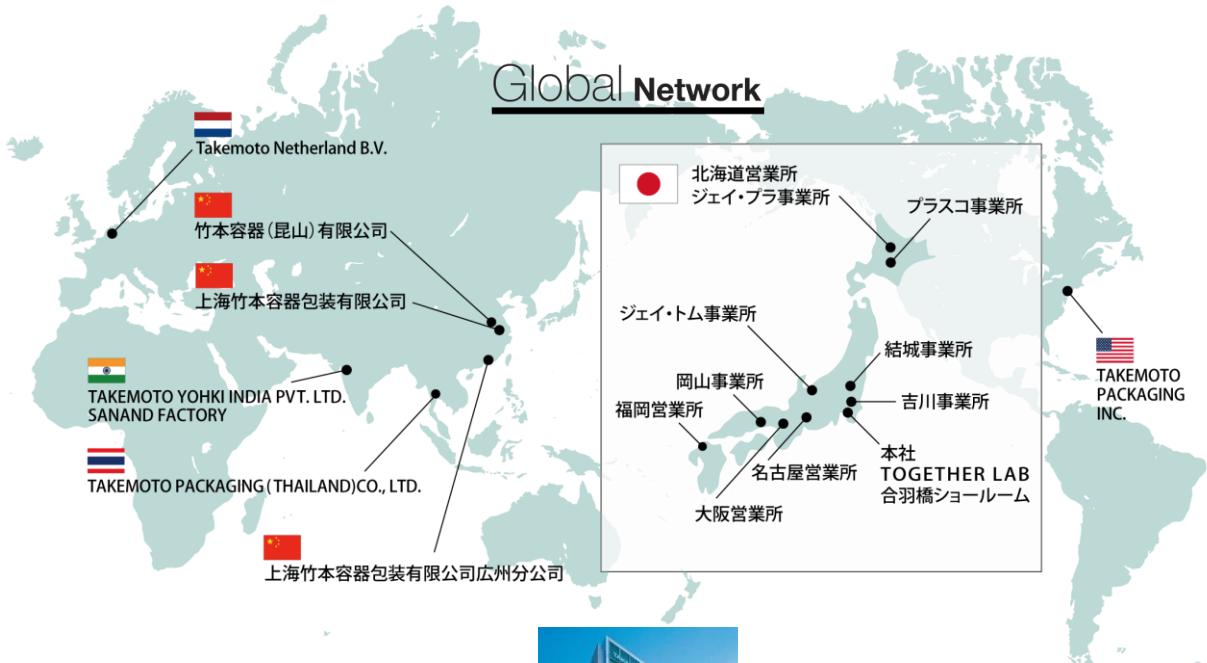 Global Network
Takemoto Netherland B.V.
竹本容器（昆山）有限公司
上海竹本容器包装有限公司
TAKEMOTO YOHKI INDIA PVT. LTD.
SANAND FACTORY
TAKEMOTO PACKAGING (THAILAND)CO., LTD.
上海竹本容器包装有限公司広州分公司
北海道営業所
ジェイ・プラ事業所
プラスコ事業所
ジェイ・トム事業所
結城事業所
岡山事業所
吉川事業所
福岡営業所
本社
TOGETHER LAB
合羽橋ショールーム
名古屋営業所
大阪営業所
TAKEMOTO
PACKAGING
INC.